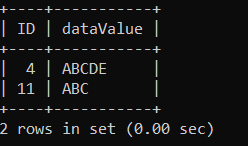 +----+-----------+
| ID | dataValue |
+----+-----------+
|  4 | ABCDE     |
| 11 | ABC       |
+----+-----------+
2 rows in set (0.00 sec)